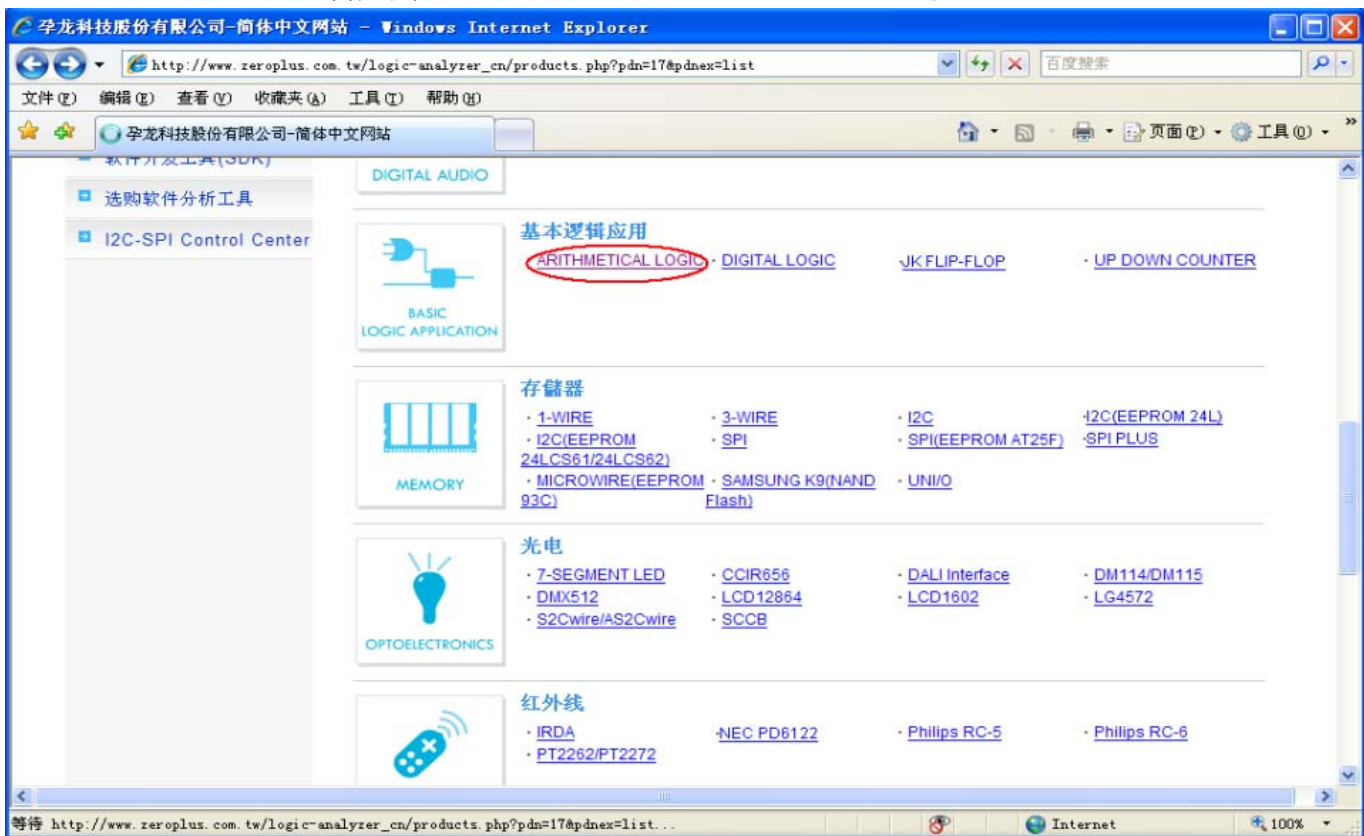 孕龙科技股份有限公司-简体中文网站 - Windows Internet Explorer
http://www.zeroplus.com.tw/logic-analyzer_cn/products.php?pdn=17&pdnex=list
百度搜索
文件(F) 编辑(E) 查看(V) 收藏夹(A) 工具(T) 帮助(H)
孕龙科技股份有限公司-简体中文网站
页面(P) 工具(O) »
软件开发工具(SDK)
选购软件分析工具
I2C-SPI Control Center
DIGITAL AUDIO
基本逻辑应用
ARITHMETICAL LOGIC · DIGITAL LOGIC ·JK FLIP-FLOP · UP DOWN COUNTER
BASIC
LOGIC APPLICATION
存储器
· 1-WIRE · 3-WIRE · I2C ·I2C(EEPROM 24L)
· I2C(EEPROM · SPI · SPI(EEPROM AT25F) ·SPI PLUS
24LCS61/24LCS62)
· MICROWIRE(EEPROM · SAMSUNG K9(NAND · UNI/O
93C) Flash)
MEMORY
光电
· 7-SEGMENT LED · CCIR656 · DALI Interface · DM114/DM115
· DMX512 · LCD12864 · LCD1602 · LG4572
· S2Cwire/AS2Cwire · SCCB
OPTOELECTRONICS
红外线
· IRDA ·NEC PD6122 · Philips RC-5 · Philips RC-6
· PT2262/PT2272
等待 http://www.zeroplus.com.tw/logic-analyzer_cn/products.php?pdn=17&pdnex=list...
Internet
100%